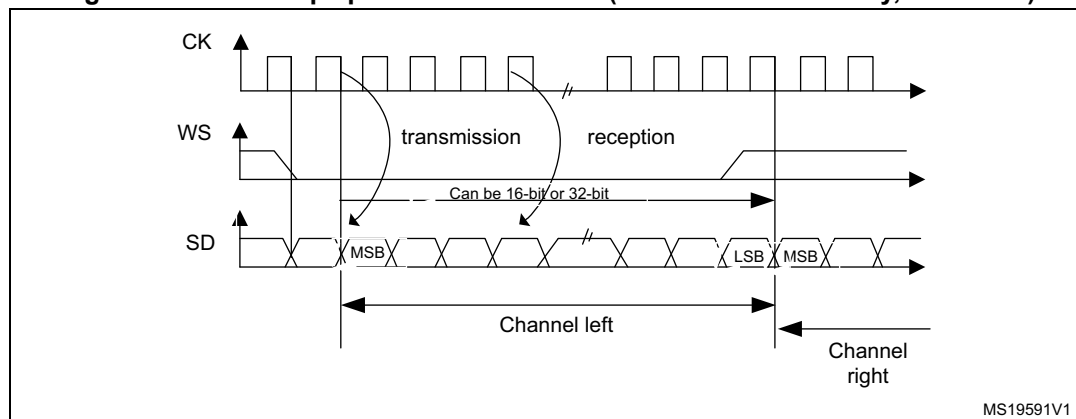 CK
WS
transmission
reception
Can be 16-bit or 32-bit
SD
MSB
LSB
MSB
Channel left
Channel
right
MS19591V1